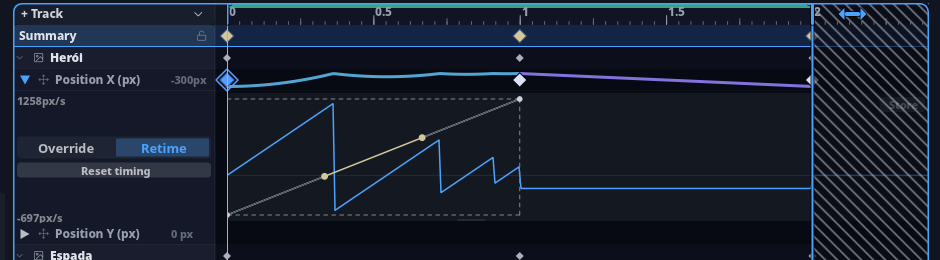 + Track
0 0.5 1 1.5 2
Summary
Herói
Position X (px) -300px
1258px/s
Store
Override Retime
Reset timing
-697px/s
Position Y (px) 0 px
Espada